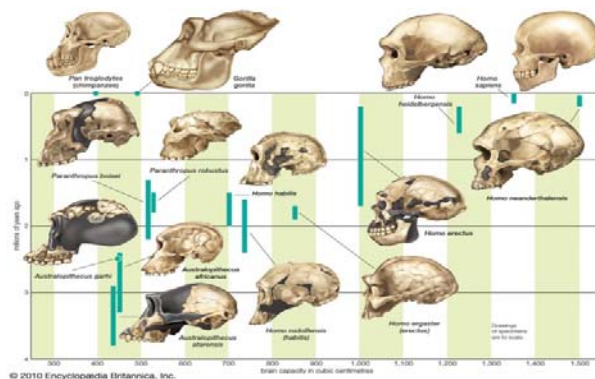 Pan troglodytes
(chimpanzee)
Gorilla
gorilla
Homo
sapiens
Homo
heidelbergensis
0
Paranthropus boisei
Paranthropus robustus
Homo habilis
Homo neanderthalensis
1
millions of years ago
2
Homo erectus
Australopithecus garhi
Australopithecus
africanus
3
Australopithecus
afarensis
Homo rudolfensis
(habilis)
Homo ergaster
(erectus)
Drawings
of specimens
are to scale.
4
300
400
500
600
700
800
900
1,000
1,100
1,200
1,300
1,400
1,500
brain capacity in cubic centimetres
© 2010 Encyclopædia Britannica, Inc.